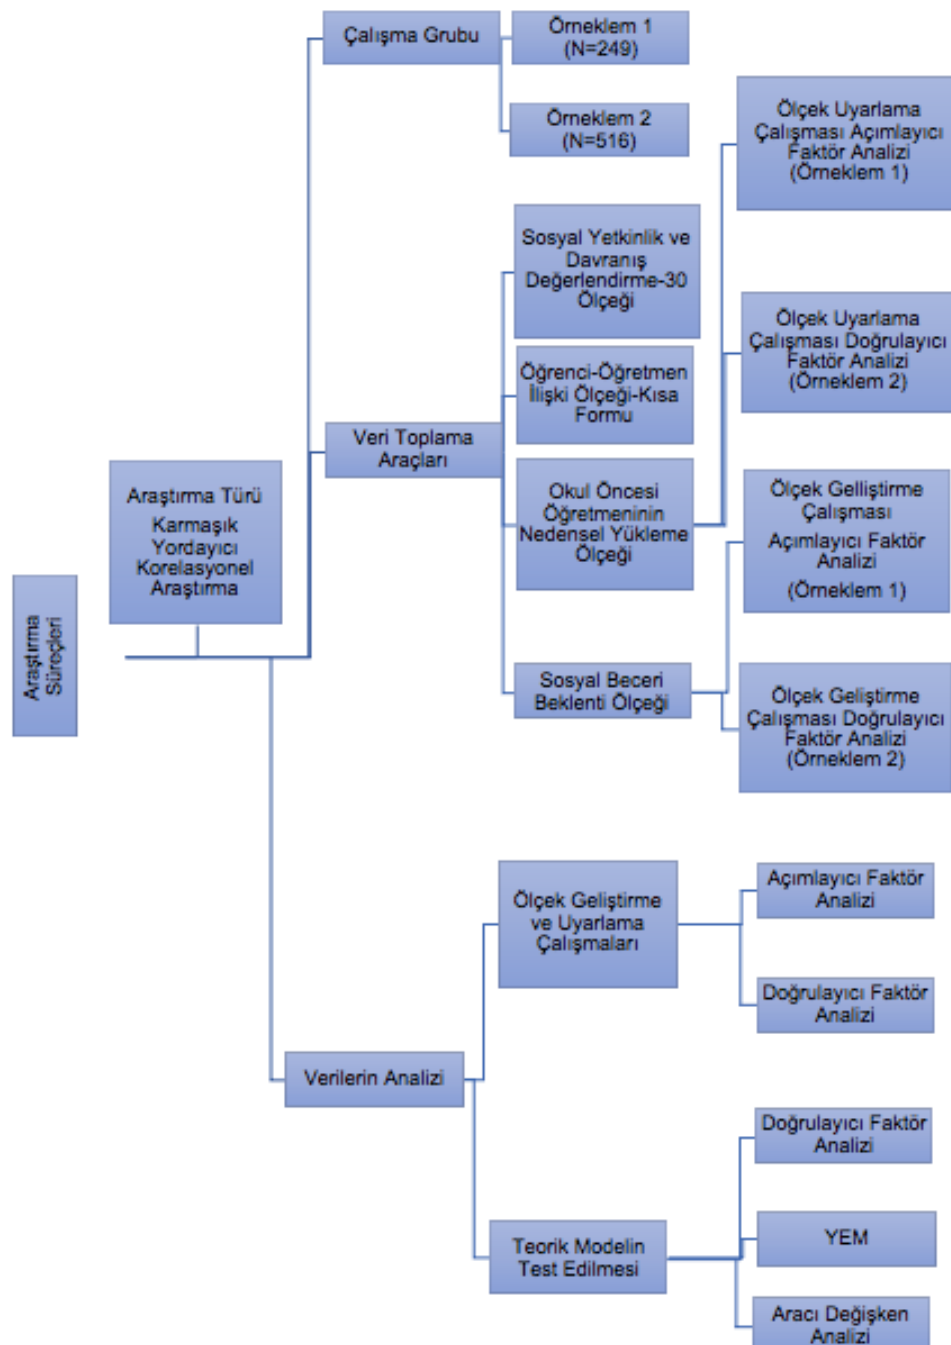 Araştırma
Süreçleri
Araştırma Türü
Karmaşık
Yordayıcı
Korelasyonel
Araştırma
Çalışma Grubu
Örneklem 1
(N=249)
Örneklem 2
(N=516)
Veri Toplama
Araçları
Sosyal Yetkinlik ve
Davranış
Değerlendirme-30
Ölçeği
Öğrenci-Öğretmen
İlişki Ölçeği-Kısa
Formu
Okul Öncesi
Öğretmeninin
Nedensel Yükleme
Ölçeği
Ölçek Uyarlama
Çalışması Açımlayıcı
Faktör Analizi
(Örneklem 1)
Ölçek Uyarlama
Çalışması Doğrulayıcı
Faktör Analizi
(Örneklem 2)
Sosyal Beceri
Beklenti Ölçeği
Ölçek Gelliştirme
Çalışması
Açımlayıcı Faktör
Analizi
(Örneklem 1)
Ölçek Geliştirme
Çalışması Doğrulayıcı
Faktör Analizi
(Örneklem 2)
Verilerin Analizi
Ölçek Geliştirme
ve Uyarlama
Çalışmaları
Açımlayıcı Faktör
Analizi
Doğrulayıcı Faktör
Analizi
Teorik Modelin
Test Edilmesi
Doğrulayıcı Faktör
Analizi
YEM
Aracı Değişken
Analizi